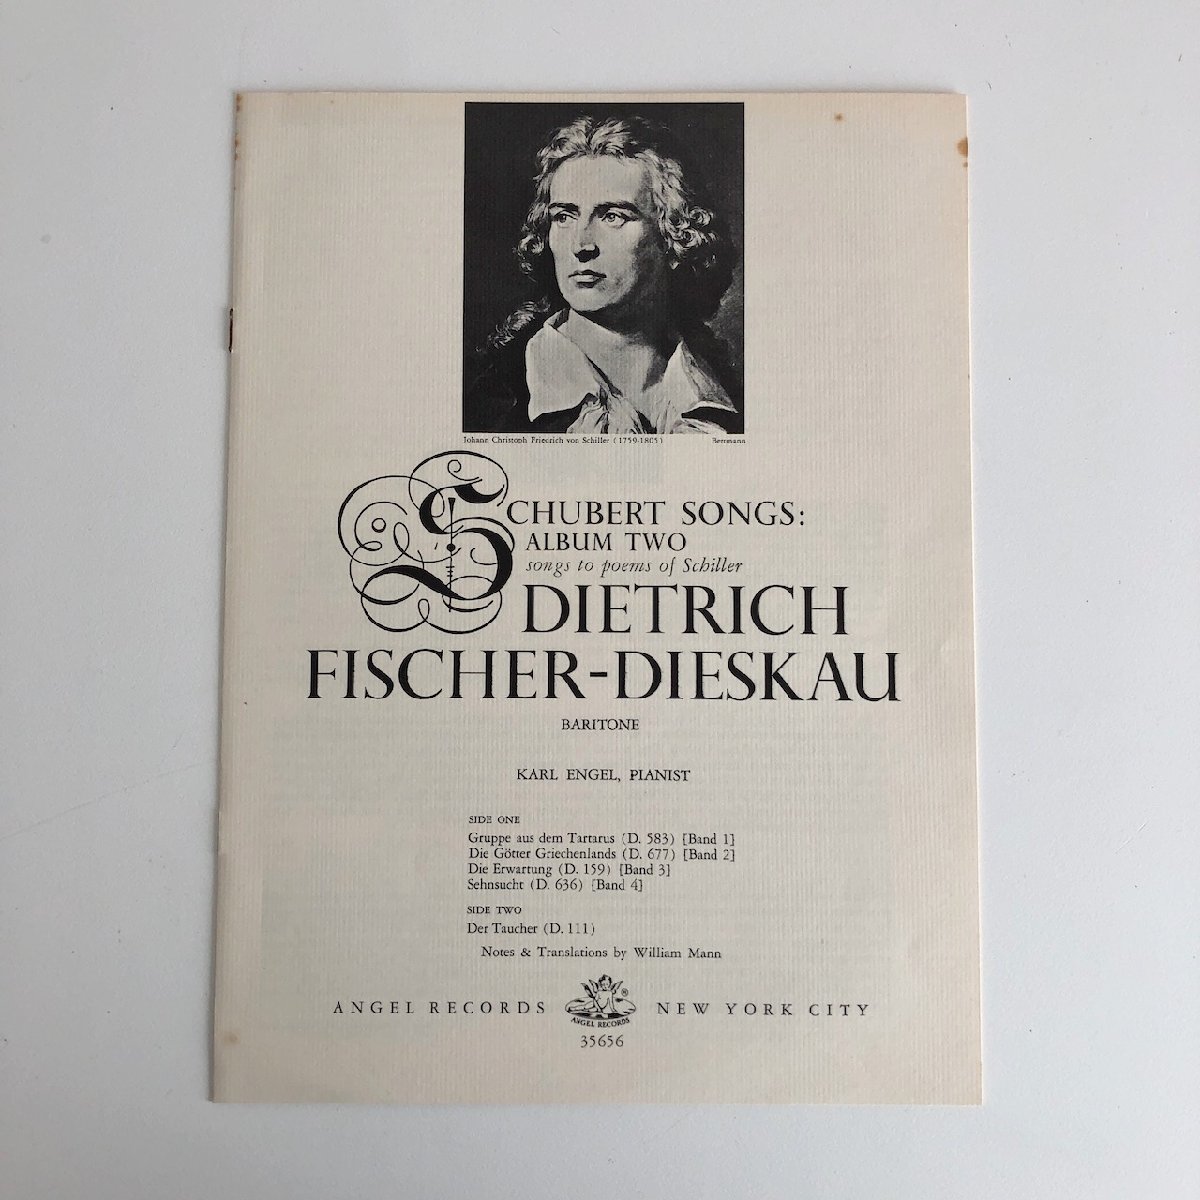 Johann Christoph Friedrich von Schiller (1759-1805) Bettmann
SCHUBERT SONGS:
ALBUM TWO
songs to poems of Schiller
DIETRICH
FISCHER-DIESKAU
BARITONE
KARL ENGEL, PIANIST
SIDE ONE
Gruppe aus dem Tartarus (D. 583) [Band 1]
Die Götter Griechenlands (D. 677) [Band 2]
Die Erwartung (D. 159) [Band 3]
Sehnsucht (D. 636) [Band 4]
SIDE TWO
Der Taucher (D. 111)
Notes & Translations by William Mann
ANGEL RECORDS ® NEW YORK CITY
ANGEL RECORDS
35656